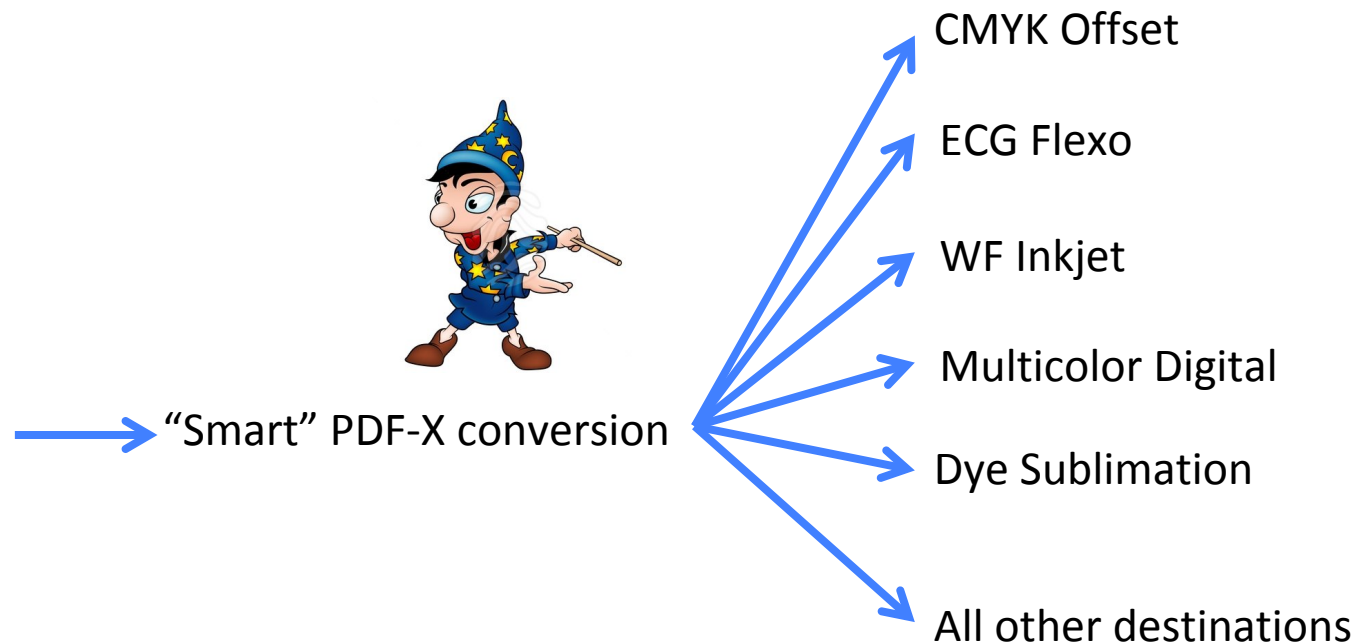 CMYK Offset
ECG Flexo
WF Inkjet
Multicolor Digital
“Smart” PDF-X conversion
Dye Sublimation
All other destinations